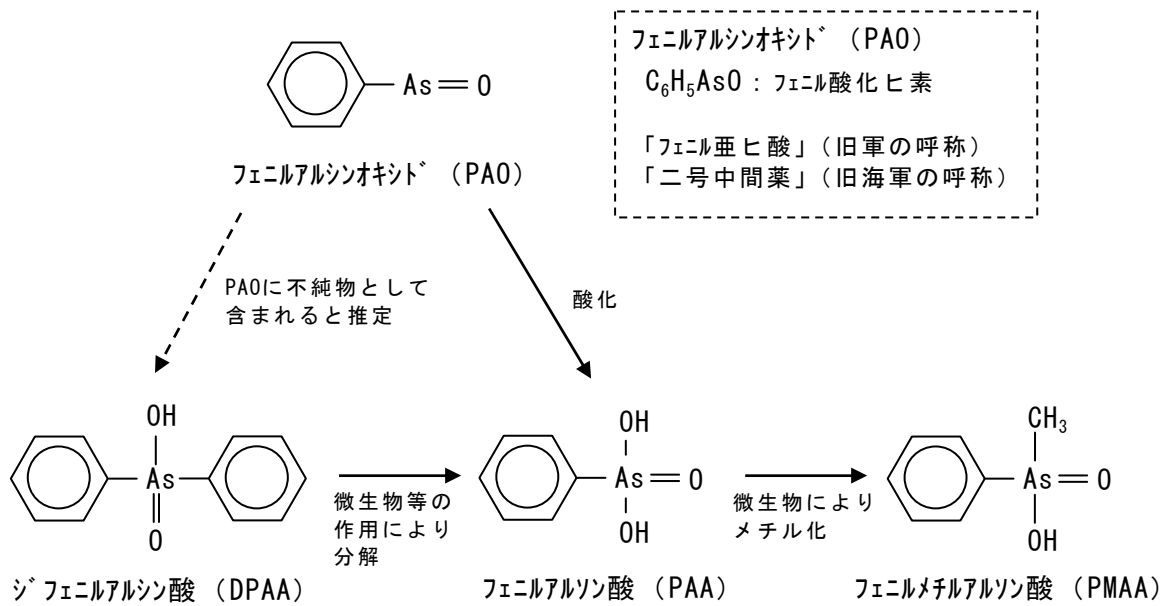 As
O
フェニルアルシンオキシド (PAO)
フェニルアルシンオキシド (PAO)
C₆H₅AsO：フェニル酸化ヒ素
「フェニル亜ヒ酸」（旧軍の呼称）
「二号中間薬」（旧海軍の呼称）
PAOに不純物として
含まれると推定
酸化
OH
As
O
微生物等の
作用により
分解
OH
As
O
OH
微生物により
メチル化
CH₃
As
O
OH
ジフェニルアルシン酸 (DPAA)
フェニルアルソン酸 (PAA)
フェニルメチルアルソン酸 (PMAA)